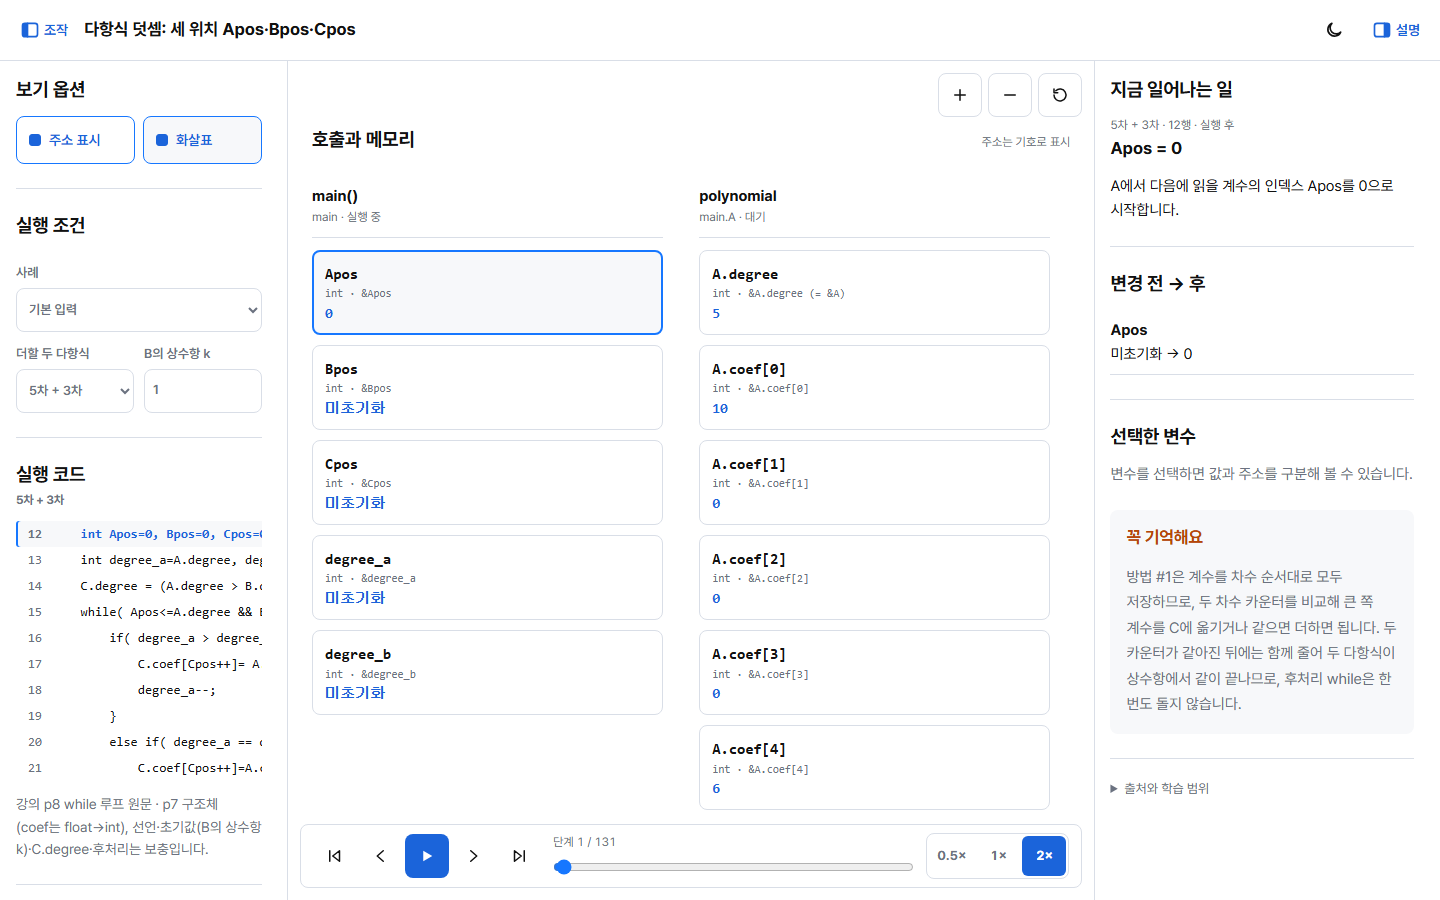 조작
다항식 덧셈: 세 위치 Apos·Bpos·Cpos
설명
보기 옵션
주소 표시
화살표
실행 조건
사례
기본 입력
더할 두 다항식
B의 상수항 k
5차 + 3차
1
실행 코드
5차 + 3차
12 int Apos=0, Bpos=0, Cpos=
13 int degree_a=A.degree, de
14 C.degree = (A.degree > B.
15 while( Apos<=A.degree &&
16 if( degree_a > degree_
17 C.coef[Cpos++]= A
18 degree_a--;
19 }
20 else if( degree_a ==
21 C.coef[Cpos++]=A.
강의 p8 while 루프 원문 · p7 구조체
(coef는 float→int), 선언·초기값(B의 상수항
k)·C.degree·후처리는 보충입니다.
호출과 메모리
주소는 기호로 표시
main()
main · 실행 중
Apos
int · &Apos
0
Bpos
int · &Bpos
미초기화
Cpos
int · &Cpos
미초기화
degree_a
int · &degree_a
미초기화
degree_b
int · &degree_b
미초기화
polynomial
main.A · 대기
A.degree
int · &A.degree (= &A)
5
A.coef[0]
int · &A.coef[0]
10
A.coef[1]
int · &A.coef[1]
0
A.coef[2]
int · &A.coef[2]
0
A.coef[3]
int · &A.coef[3]
0
A.coef[4]
int · &A.coef[4]
6
단계 1 / 131
0.5×
1×
2×
지금 일어나는 일
5차 + 3차 · 12행 · 실행 후
Apos = 0
A에서 다음에 읽을 계수의 인덱스 Apos를 0으로
시작합니다.
변경 전 → 후
Apos
미초기화 → 0
선택한 변수
변수를 선택하면 값과 주소를 구분해 볼 수 있습니다.
꼭 기억해요
방법 #1은 계수를 차수 순서대로 모두
저장하므로, 두 차수 카운터를 비교해 큰 쪽
계수를 C에 옮기거나 같으면 더하면 됩니다. 두
카운터가 같아진 뒤에는 함께 줄어 두 다항식이
상수항에서 같이 끝나므로, 후처리 while은 한
번도 돌지 않습니다.
출처와 학습 범위